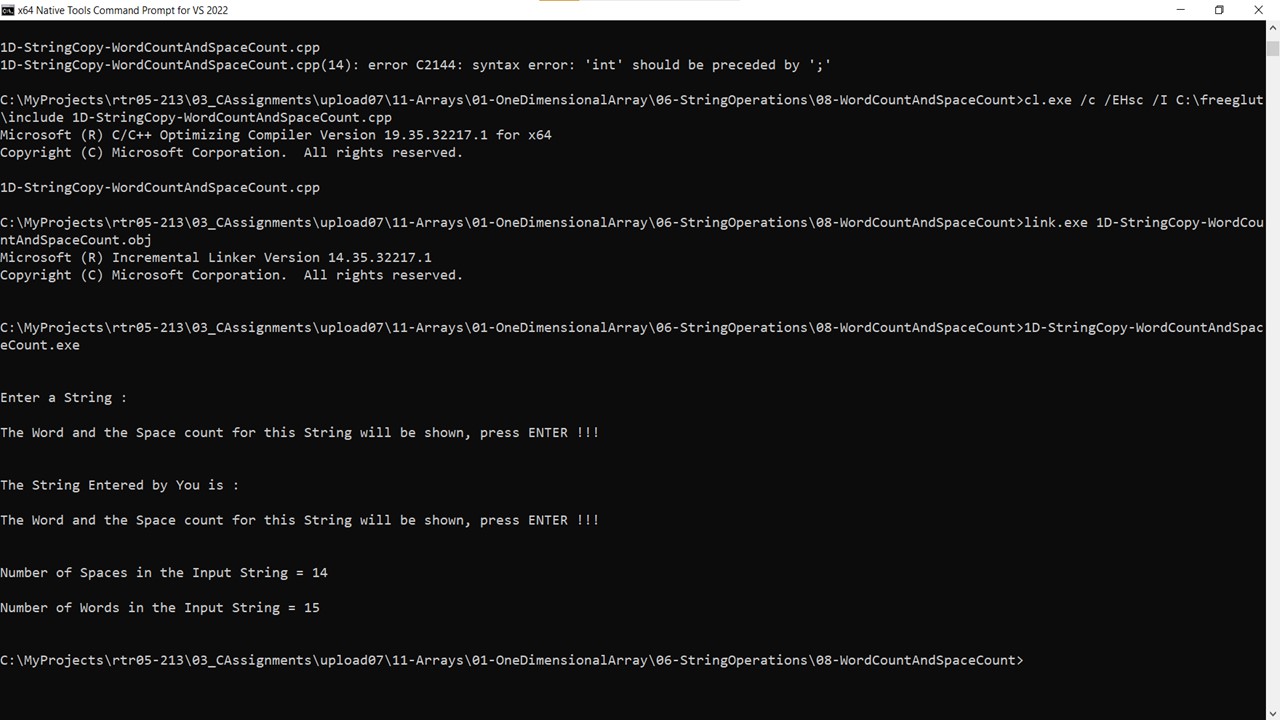 x64 Native Tools Command Prompt for VS 2022
1D-StringCopy-WordCountAndSpaceCount.cpp
1D-StringCopy-WordCountAndSpaceCount.cpp(14): error C2144: syntax error: 'int' should be preceded by ';'
C:\MyProjects\rtr05-213\03_CAssignments\upload07\11-Arrays\01-OneDimensionalArray\06-StringOperations\08-WordCountAndSpaceCount>cl.exe /c /EHsc /I C:\freeglut
\include 1D-StringCopy-WordCountAndSpaceCount.cpp
Microsoft (R) C/C++ Optimizing Compiler Version 19.35.32217.1 for x64
Copyright (C) Microsoft Corporation.  All rights reserved.
1D-StringCopy-WordCountAndSpaceCount.cpp
C:\MyProjects\rtr05-213\03_CAssignments\upload07\11-Arrays\01-OneDimensionalArray\06-StringOperations\08-WordCountAndSpaceCount>link.exe 1D-StringCopy-WordCou
ntAndSpaceCount.obj
Microsoft (R) Incremental Linker Version 14.35.32217.1
Copyright (C) Microsoft Corporation.  All rights reserved.
C:\MyProjects\rtr05-213\03_CAssignments\upload07\11-Arrays\01-OneDimensionalArray\06-StringOperations\08-WordCountAndSpaceCount>1D-StringCopy-WordCountAndSpac
eCount.exe
Enter a String :
The Word and the Space count for this String will be shown, press ENTER !!!
The String Entered by You is :
The Word and the Space count for this String will be shown, press ENTER !!!
Number of Spaces in the Input String = 14
Number of Words in the Input String = 15
C:\MyProjects\rtr05-213\03_CAssignments\upload07\11-Arrays\01-OneDimensionalArray\06-StringOperations\08-WordCountAndSpaceCount>